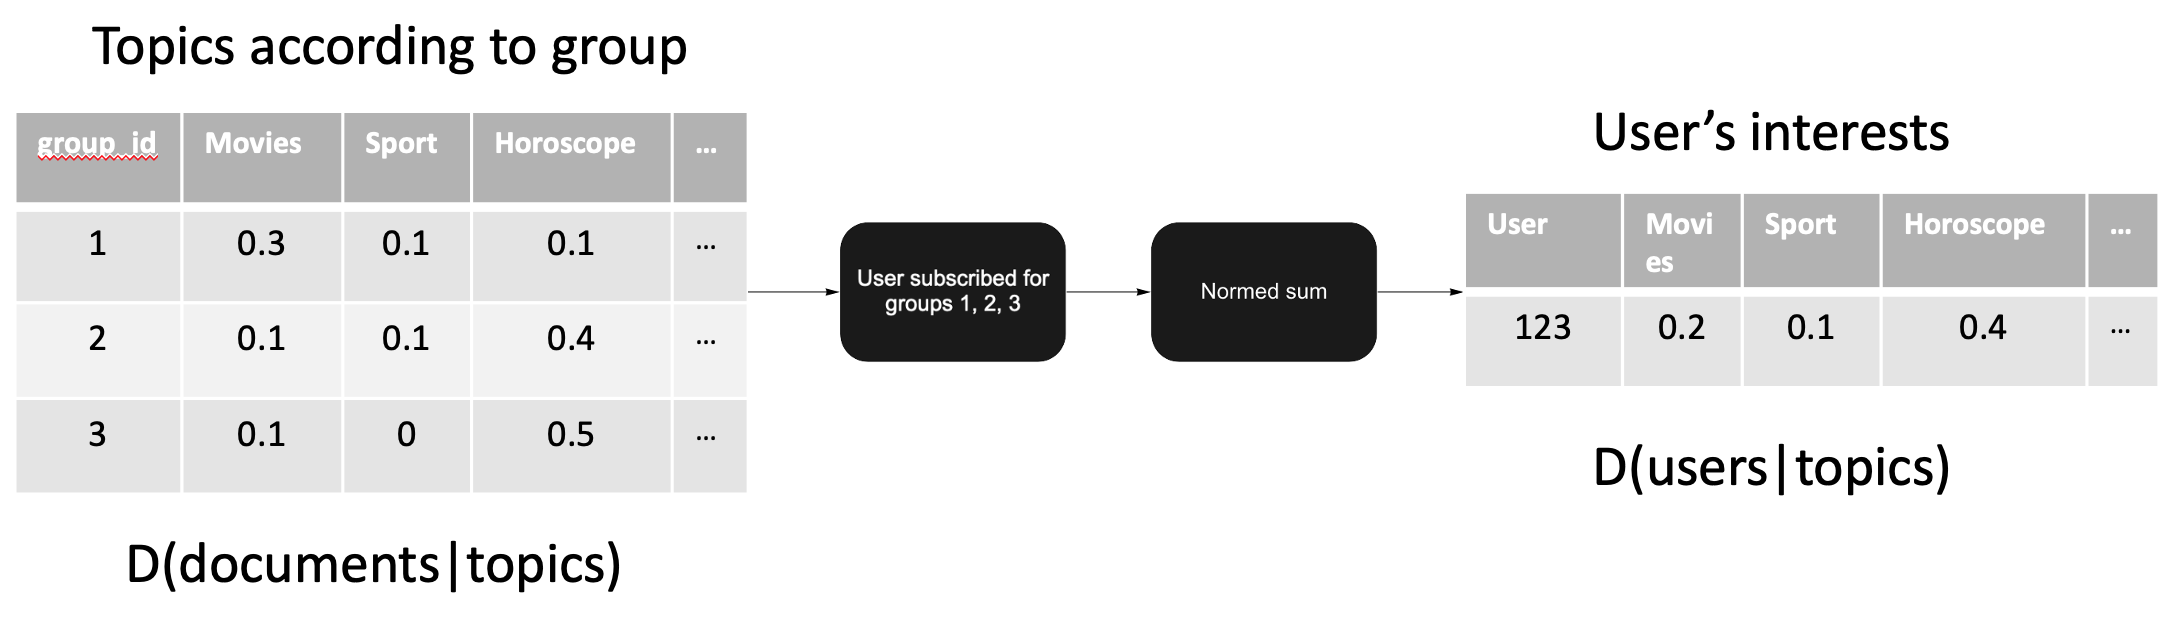 Topics according to group
group_id Movies Sport Horoscope ...
1 0.3 0.1 0.1 ...
2 0.1 0.1 0.4 ...
3 0.1 0 0.5 ...
D(documents|topics)
User subscribed for
groups 1, 2, 3
Normed sum
User's interests
User Movi Sport Horoscope ...
es
123 0.2 0.1 0.4 ...
D(users|topics)